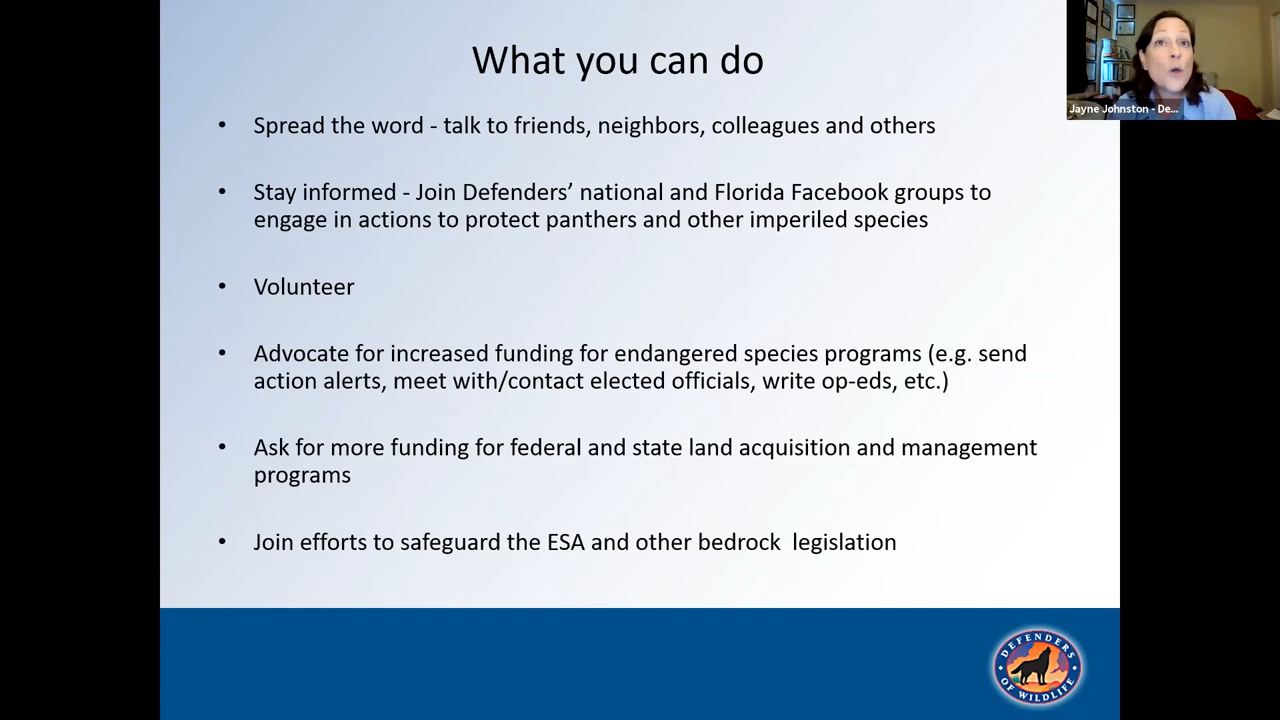 What you can do
Jayne Johnston - De...
• Spread the word - talk to friends, neighbors, colleagues and others
• Stay informed - Join Defenders’ national and Florida Facebook groups to
engage in actions to protect panthers and other imperiled species
• Volunteer
• Advocate for increased funding for endangered species programs (e.g. send
action alerts, meet with/contact elected officials, write op-eds, etc.)
• Ask for more funding for federal and state land acquisition and management
programs
• Join efforts to safeguard the ESA and other bedrock  legislation
DEFENDERS
OF WILDLIFE